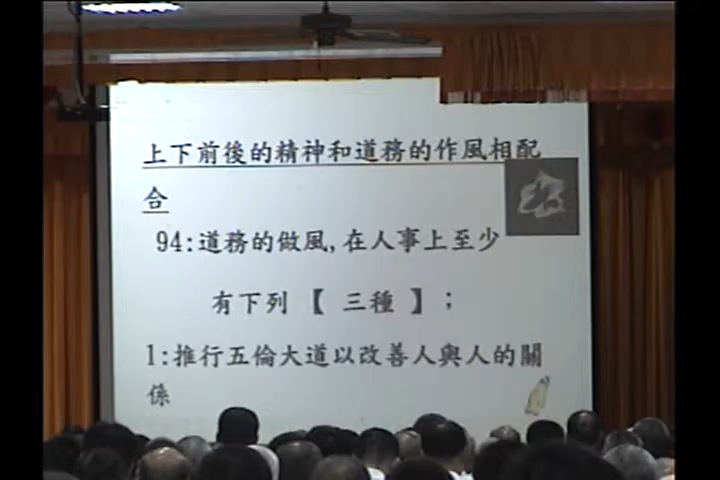 上下前後的精神和道務的作風相配
合
94:道務的做風,在人事上至少
有下列【 三種 】;
1:推行五倫大道以改善人與人的關
係